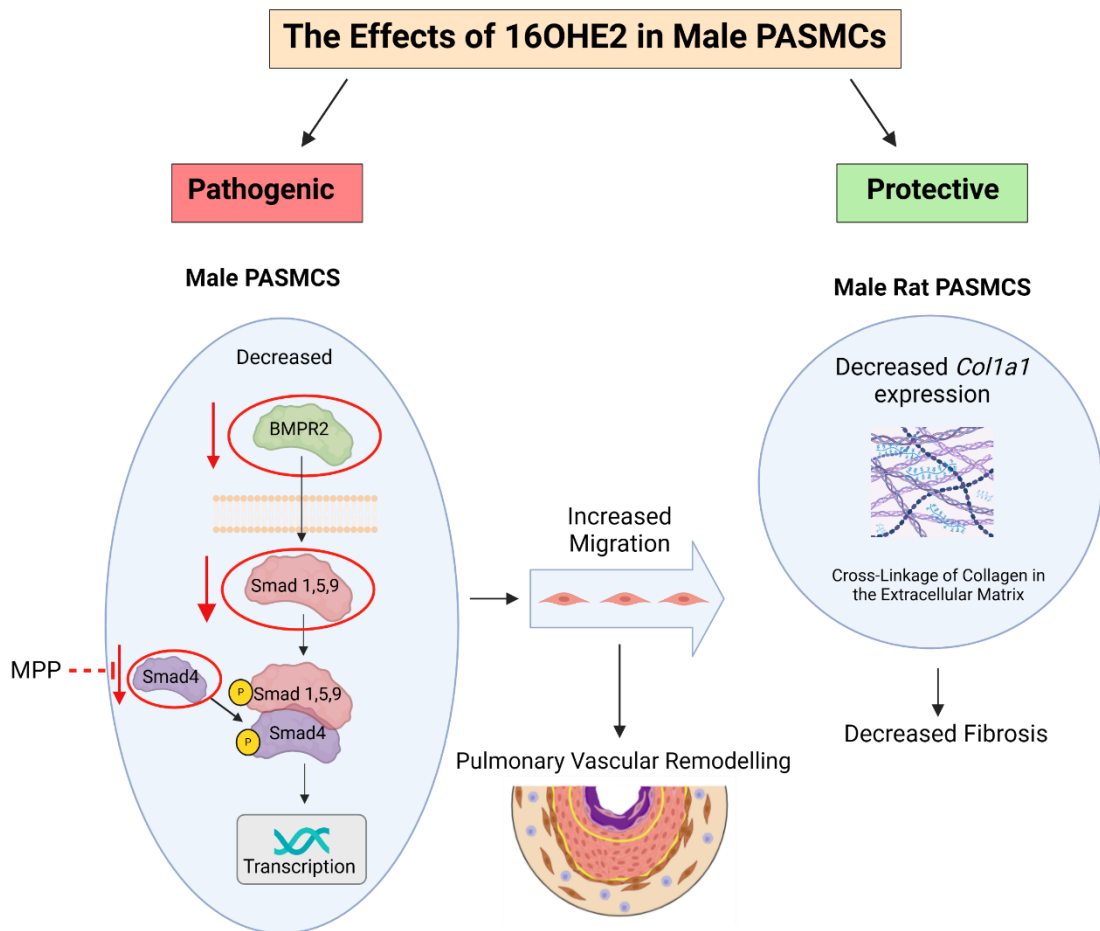 The Effects of 16OHE2 in Male PASMCs
Pathogenic
Protective
Male PASMCS
Decreased
BMPR2
Smad 1,5,9
MPP
Smad4
P
Smad 1,5,9
P
Smad4
Transcription
Increased
Migration
Pulmonary Vascular Remodelling
Male Rat PASMCS
Decreased Col1a1
expression
Cross-Linkage of Collagen in
the Extracellular Matrix
Decreased Fibrosis